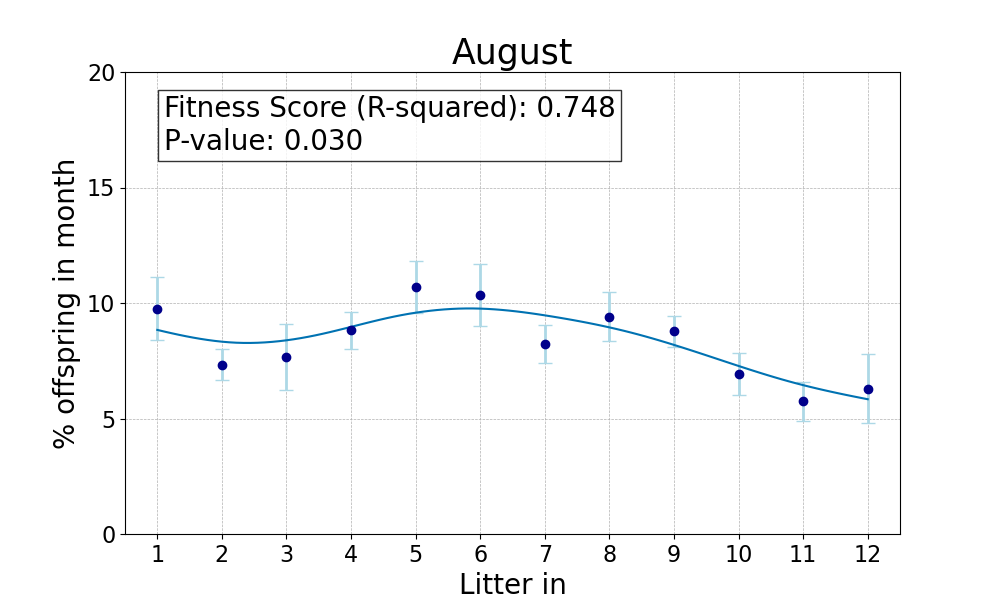 August
Fitness Score (R-squared): 0.748
P-value: 0.030
% offspring in month
20
15
10
5
0
1 2 3 4 5 6 7 8 9 10 11 12
Litter in